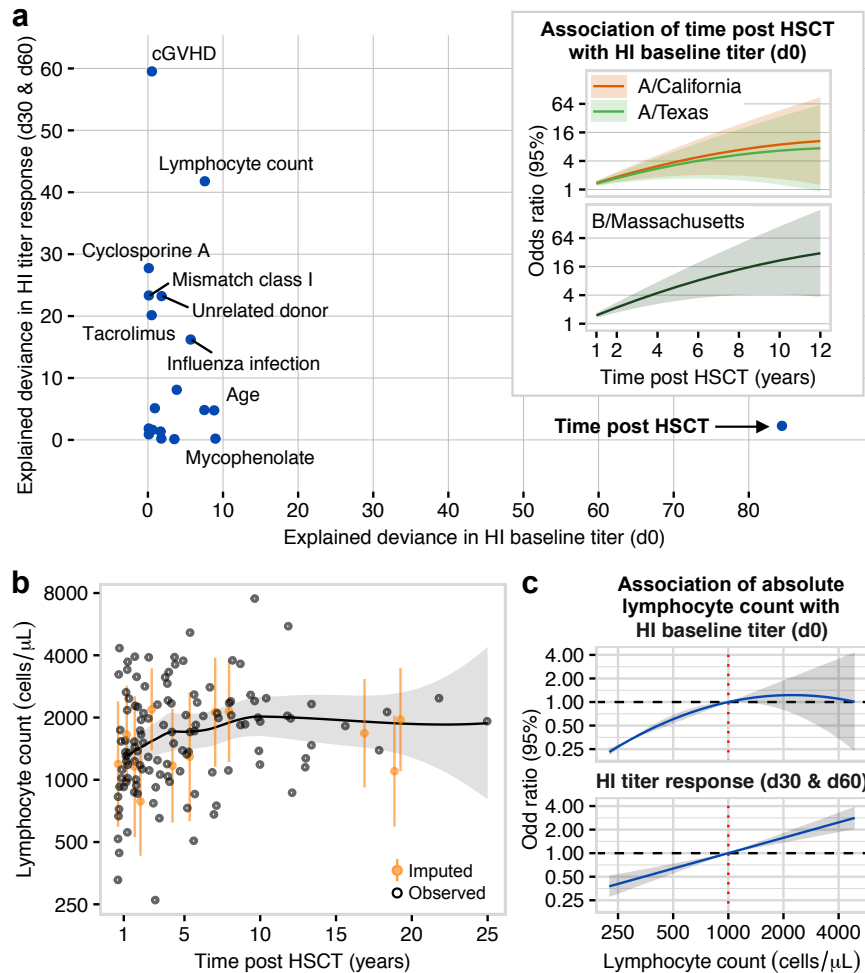 a
cGVHD
Lymphocyte count
Cyclosporine A
Mismatch class I
Unrelated donor
Tacrolimus
Influenza infection
Age
Mycophenolate
Time post HSCT
Explained deviance in HI titer response (d30 & d60)
60
50
40
30
20
10
0
0 10 20 30 40 50 60 70 80
Explained deviance in HI baseline titer (d0)
Association of time post HSCT
with HI baseline titer (d0)
A/California
A/Texas
64
16
4
1
B/Massachusetts
64
16
4
1
Odds ratio (95%)
1 2 4 6 8 10 12
Time post HSCT (years)
b
Lymphocyte count (cells/μL)
8000
4000
2000
1000
500
250
Imputed
Observed
1 5 10 15 20 25
Time post HSCT (years)
c
Association of absolute
lymphocyte count with
HI baseline titer (d0)
4.00
2.00
1.00
0.50
0.25
HI titer response (d30 & d60)
4.00
2.00
1.00
0.50
0.25
Odd ratio (95%)
250 500 1000 2000 4000
Lymphocyte count (cells/μL)